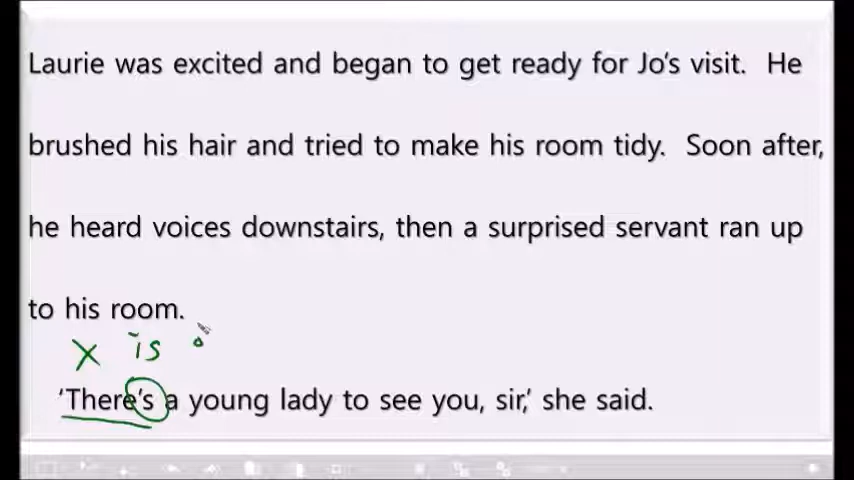 Laurie was excited and began to get ready for Jo's visit.  He
brushed his hair and tried to make his room tidy.  Soon after,
he heard voices downstairs, then a surprised servant ran up
to his room.
X is
'There's a young lady to see you, sir,' she said.